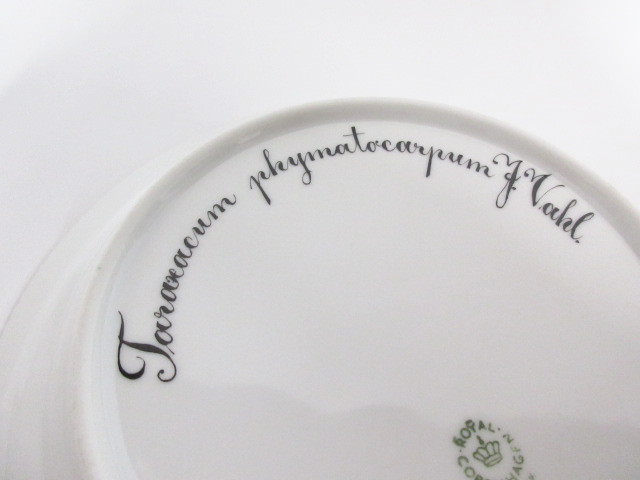 Taraxacum phymatocarpum J. Vahl.
ROYAL COPENHAGEN